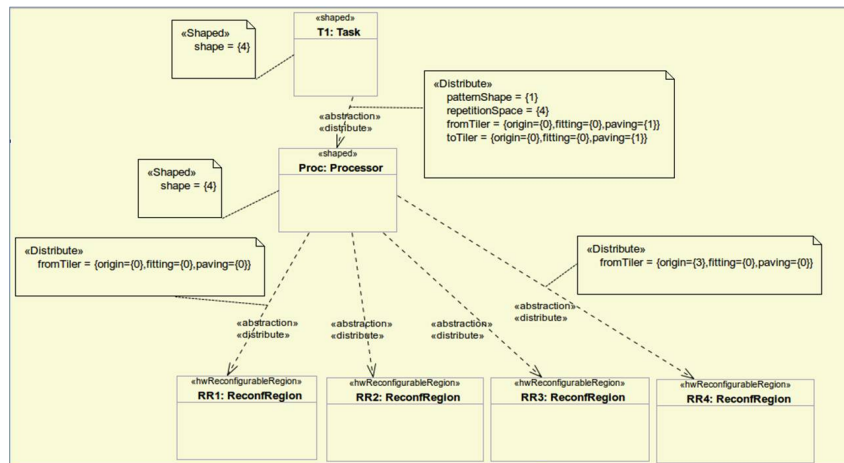 «shaped»
T1: Task
«Shaped»
shape = {4}
«Distribute»
patternShape = {1}
repetitionSpace = {4}
fromTiler = {origin={0},fitting={0},paving={1}}
toTiler = {origin={0},fitting={0},paving={1}}
«abstraction»
«distribute»
«shaped»
Proc: Processor
«Shaped»
shape = {4}
«Distribute»
fromTiler = {origin={0},fitting={0},paving={0}}
«Distribute»
fromTiler = {origin={3},fitting={0},paving={0}}
«abstraction»
«distribute»
«abstraction»
«distribute»
«abstraction»
«distribute»
«abstraction»
«distribute»
«hwReconfigurableRegion»
RR1: ReconfRegion
«hwReconfigurableRegion»
RR2: ReconfRegion
«hwReconfigurableRegion»
RR3: ReconfRegion
«hwReconfigurableRegion»
RR4: ReconfRegion